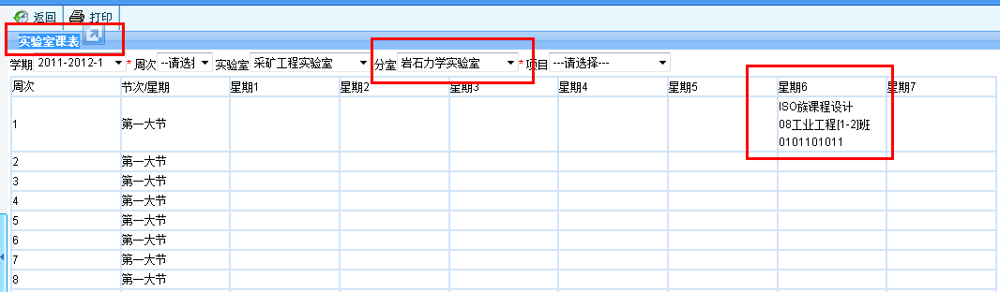 返回 打印
实验室课表
学期 2011-2012-1 * 周次 --请选择 实验室 采矿工程实验室 分室 岩石力学实验室 * 项目 ---请选择---
周次 节次/星期 星期1 星期2 星期3 星期4 星期5 星期6 星期7
1 第一大节 ISO族课程设计
08工业工程[1-2]班
0101101011
2 第一大节
3 第一大节
4 第一大节
5 第一大节
6 第一大节
7 第一大节
8 第一大节